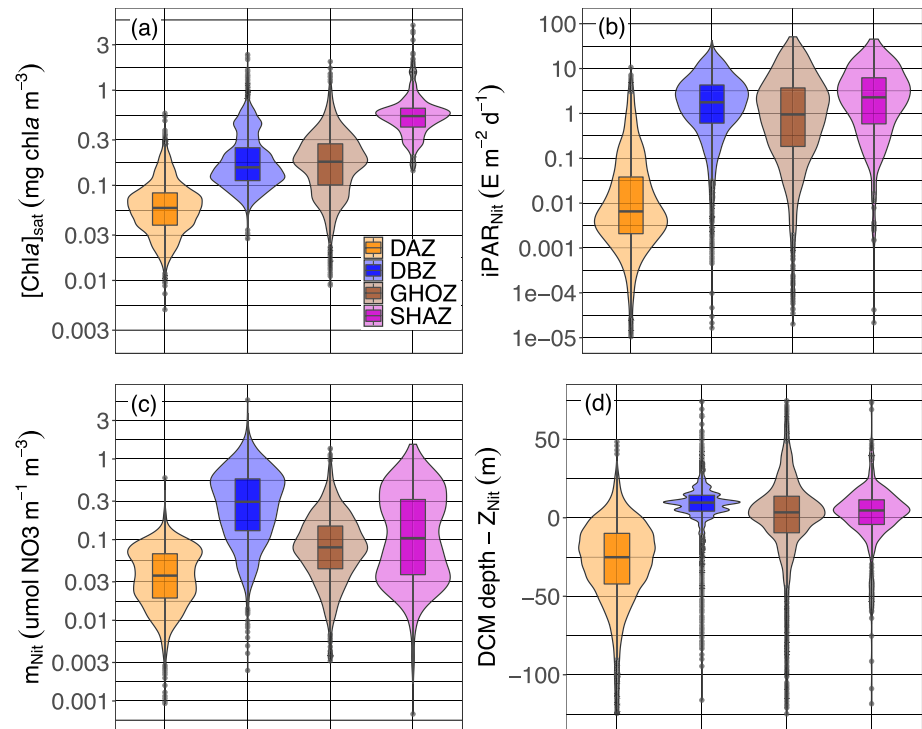 (a)
[Chla]sat (mg chla m−3)
3
1
0.3
0.1
0.03
0.01
0.003
DAZ
DBZ
GHOZ
SHAZ
(b)
iPARNit (E m−2 d−1)
100
10
1
0.1
0.01
0.001
1e−04
1e−05
(c)
mNit (umol NO3 m−1 m−3)
3
1
0.3
0.1
0.03
0.01
0.003
0.001
(d)
DCM depth − ZNit (m)
50
0
−50
−100